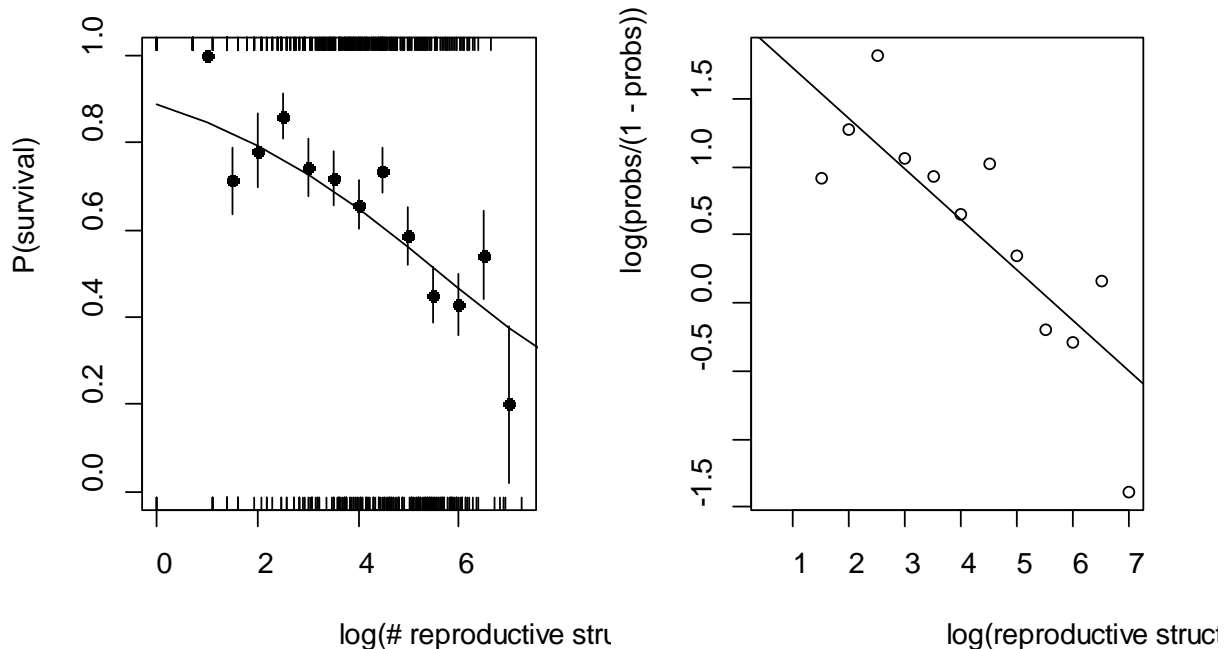 P(survival)
1.0
0.8
0.6
0.4
0.2
0.0
0 2 4 6
log(# reproductive stru
log(probs/(1 - probs))
1.5
1.0
0.5
0.0
-0.5
-1.5
1 2 3 4 5 6 7
log(reproductive struct